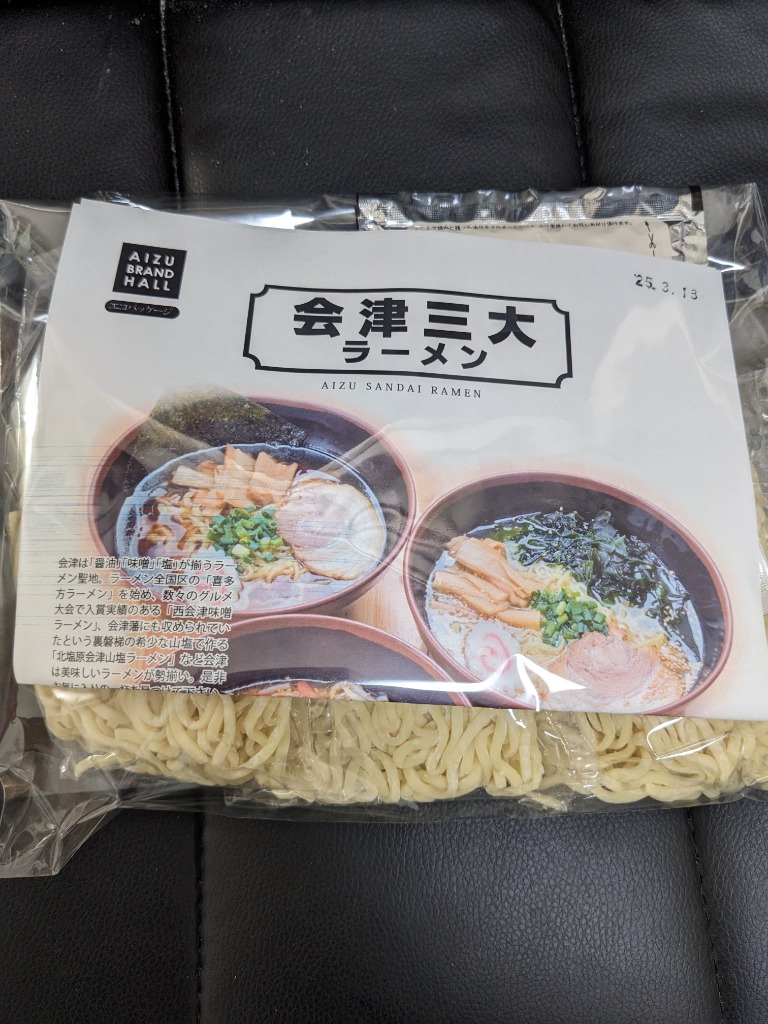 AIZU
BRAND
HALL
エコパッケージ
'25.3.13
会津三大
ラーメン
AIZU SANDAI RAMEN
会津は「醤油」「味噌」「塩」が揃うラー
メン聖地。ラーメン全国区の「喜多
方ラーメン」を始め、数々のグルメ
大会で入賞実績のある「西会津味噌
ラーメン」、会津藩にも収められてい
たという裏磐梯の希少な山塩で作る
「北塩原会津山塩ラーメン」など会津
は美味しいラーメンが勢揃い。是非